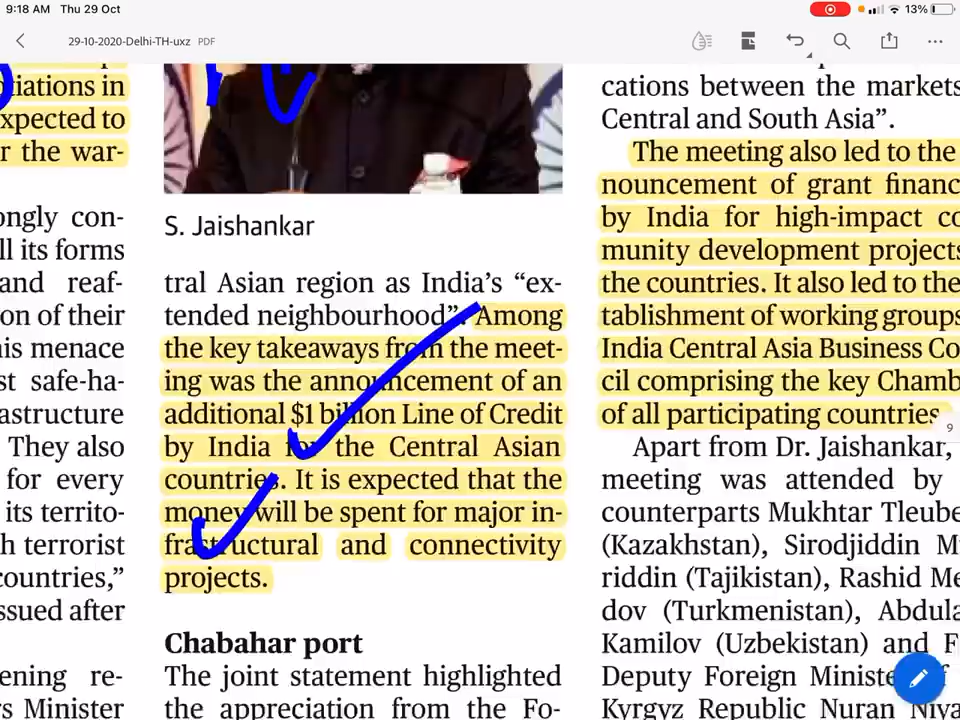 9:18 AM Thu 29 Oct
13%
29-10-2020-Delhi-TH-uxz PDF
tiations in
xpected to
r the war-
ongly con-
ll its forms
and reaf-
on of their
his menace
st safe-ha-
astructure
They also
for every
its territo-
h terrorist
countries,”
ssued after
ening re-
s Minister
S. Jaishankar
tral Asian region as India’s “ex-
tended neighbourhood”. Among
the key takeaways from the meet-
ing was the announcement of an
additional $1 billion Line of Credit
by India for the Central Asian
countries. It is expected that the
money will be spent for major in-
frastructural and connectivity
projects.
Chabahar port
The joint statement highlighted
the appreciation from the Fo-
cations between the markets
Central and South Asia”.
The meeting also led to the
nouncement of grant financ
by India for high-impact co
munity development projects
the countries. It also led to the
tablishment of working groups
India Central Asia Business Co
cil comprising the key Chamb
of all participating countries.
Apart from Dr. Jaishankar,
meeting was attended by
counterparts Mukhtar Tleube
(Kazakhstan), Sirodjiddin M
riddin (Tajikistan), Rashid Me
dov (Turkmenistan), Abdula
Kamilov (Uzbekistan) and F
Deputy Foreign Ministe
Kyrgyz Republic Nuran Niya
9